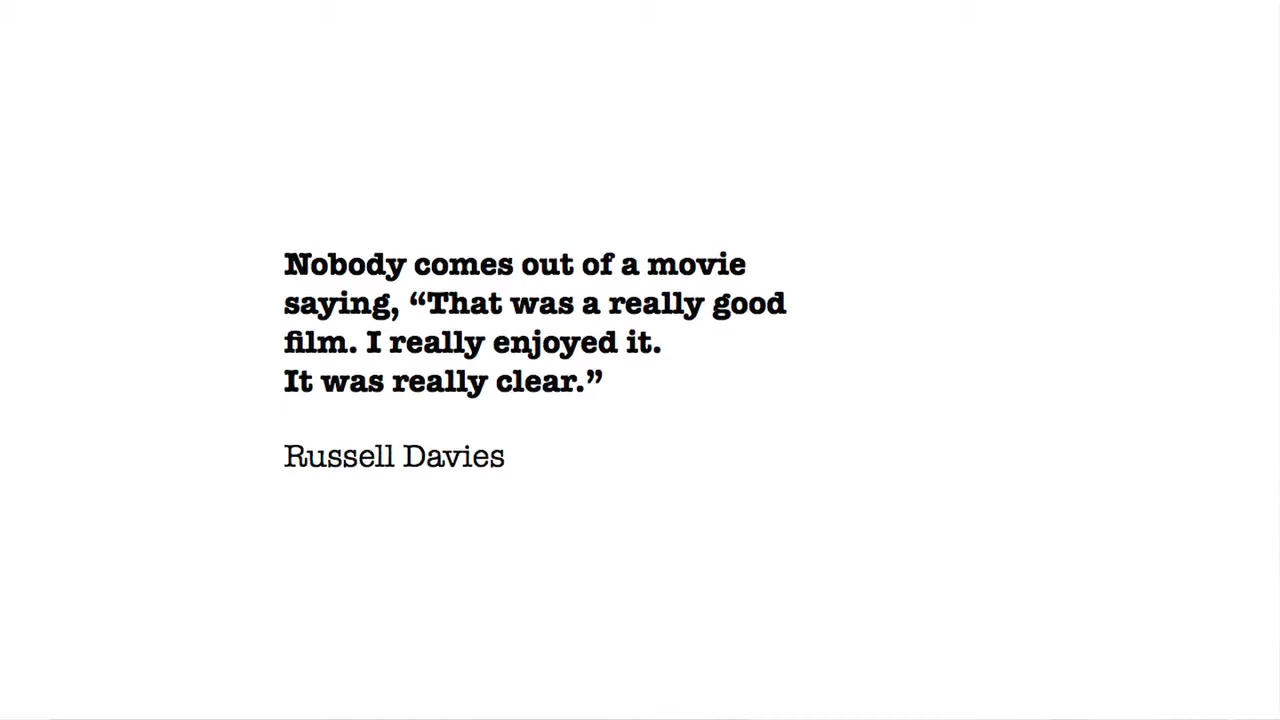 Nobody comes out of a movie
saying, “That was a really good
film. I really enjoyed it.
It was really clear.”
Russell Davies